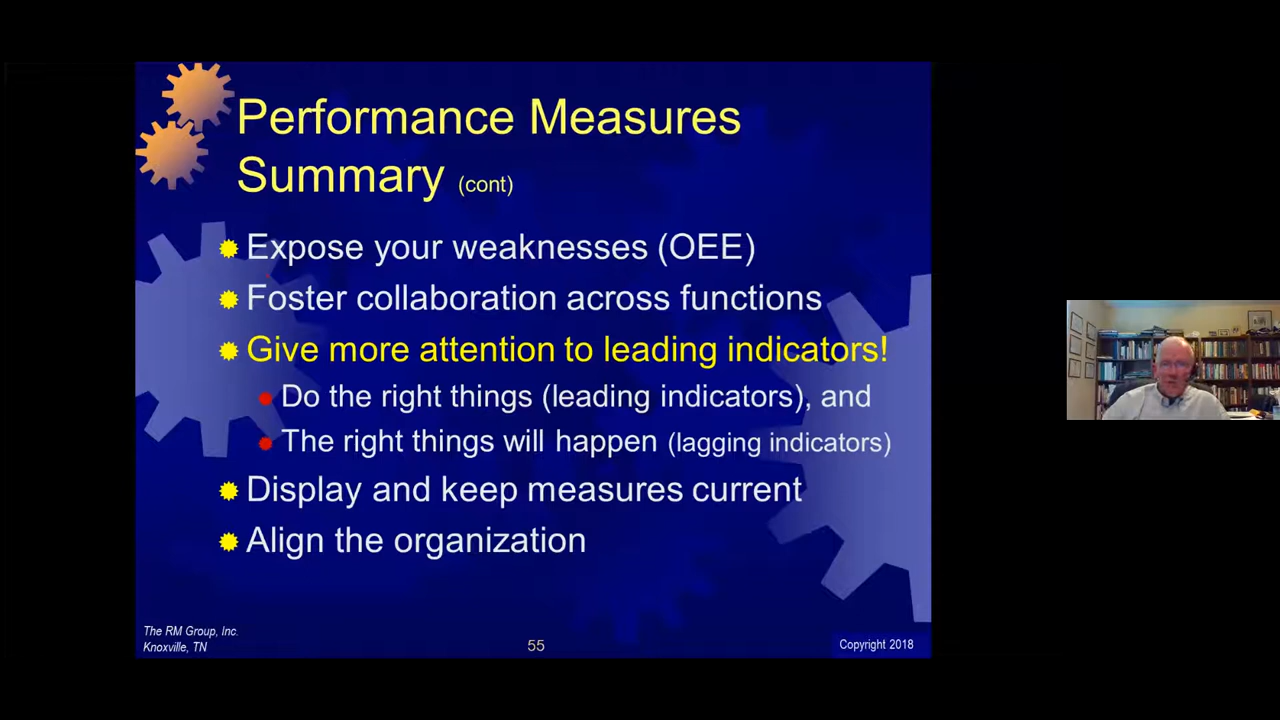 Performance Measures
Summary (cont)
Expose your weaknesses (OEE)
Foster collaboration across functions
Give more attention to leading indicators!
Do the right things (leading indicators), and
The right things will happen (lagging indicators)
Display and keep measures current
Align the organization
The RM Group, Inc.
Knoxville, TN
55
Copyright 2018